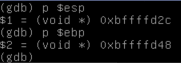 (gdb) p $esp
$1 = (void *) 0xbffffd2c
(gdb) p $ebp
$2 = (void *) 0xbffffd48
(gdb)